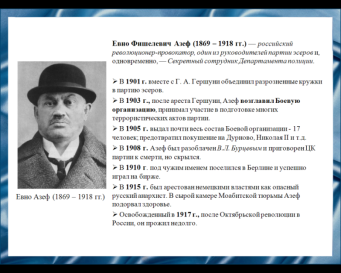 Евно Фишелевич Азеф (1869 – 1918 гг.) — российский
революционер-провокатор, один из руководителей партии эсеров и,
одновременно, — Секретный сотрудник Департамента полиции.
➢ В 1901 г. вместе с Г. А. Гершуни объединил разрозненные кружки
в партию эсеров.
➢ В 1903 г., после ареста Гершуни, Азеф возглавил Боевую
организацию, принимал участие в подготовке многих
террористических актов партии.
➢ В 1905 г. выдал почти весь состав Боевой организации - 17
человек; предотвратил покушение на Дурново, Николая II и т.д.
➢ В 1908 г. Азеф был разоблачен В.Л. Бурцевым и приговорен ЦК
партии к смерти, но скрылся.
➢ В 1910 г. под чужим именем поселился в Берлине и успешно
играл на бирже.
➢ В 1915 г. был арестован немецкими властями как опасный
русский анархист. В сырой камере Моабитской тюрьмы Азеф
подорвал здоровье.
➢ Освобожденный в 1917 г., после Октябрьской революции в
России, он прожил недолго.
Евно Азеф (1869 – 1918 гг.)